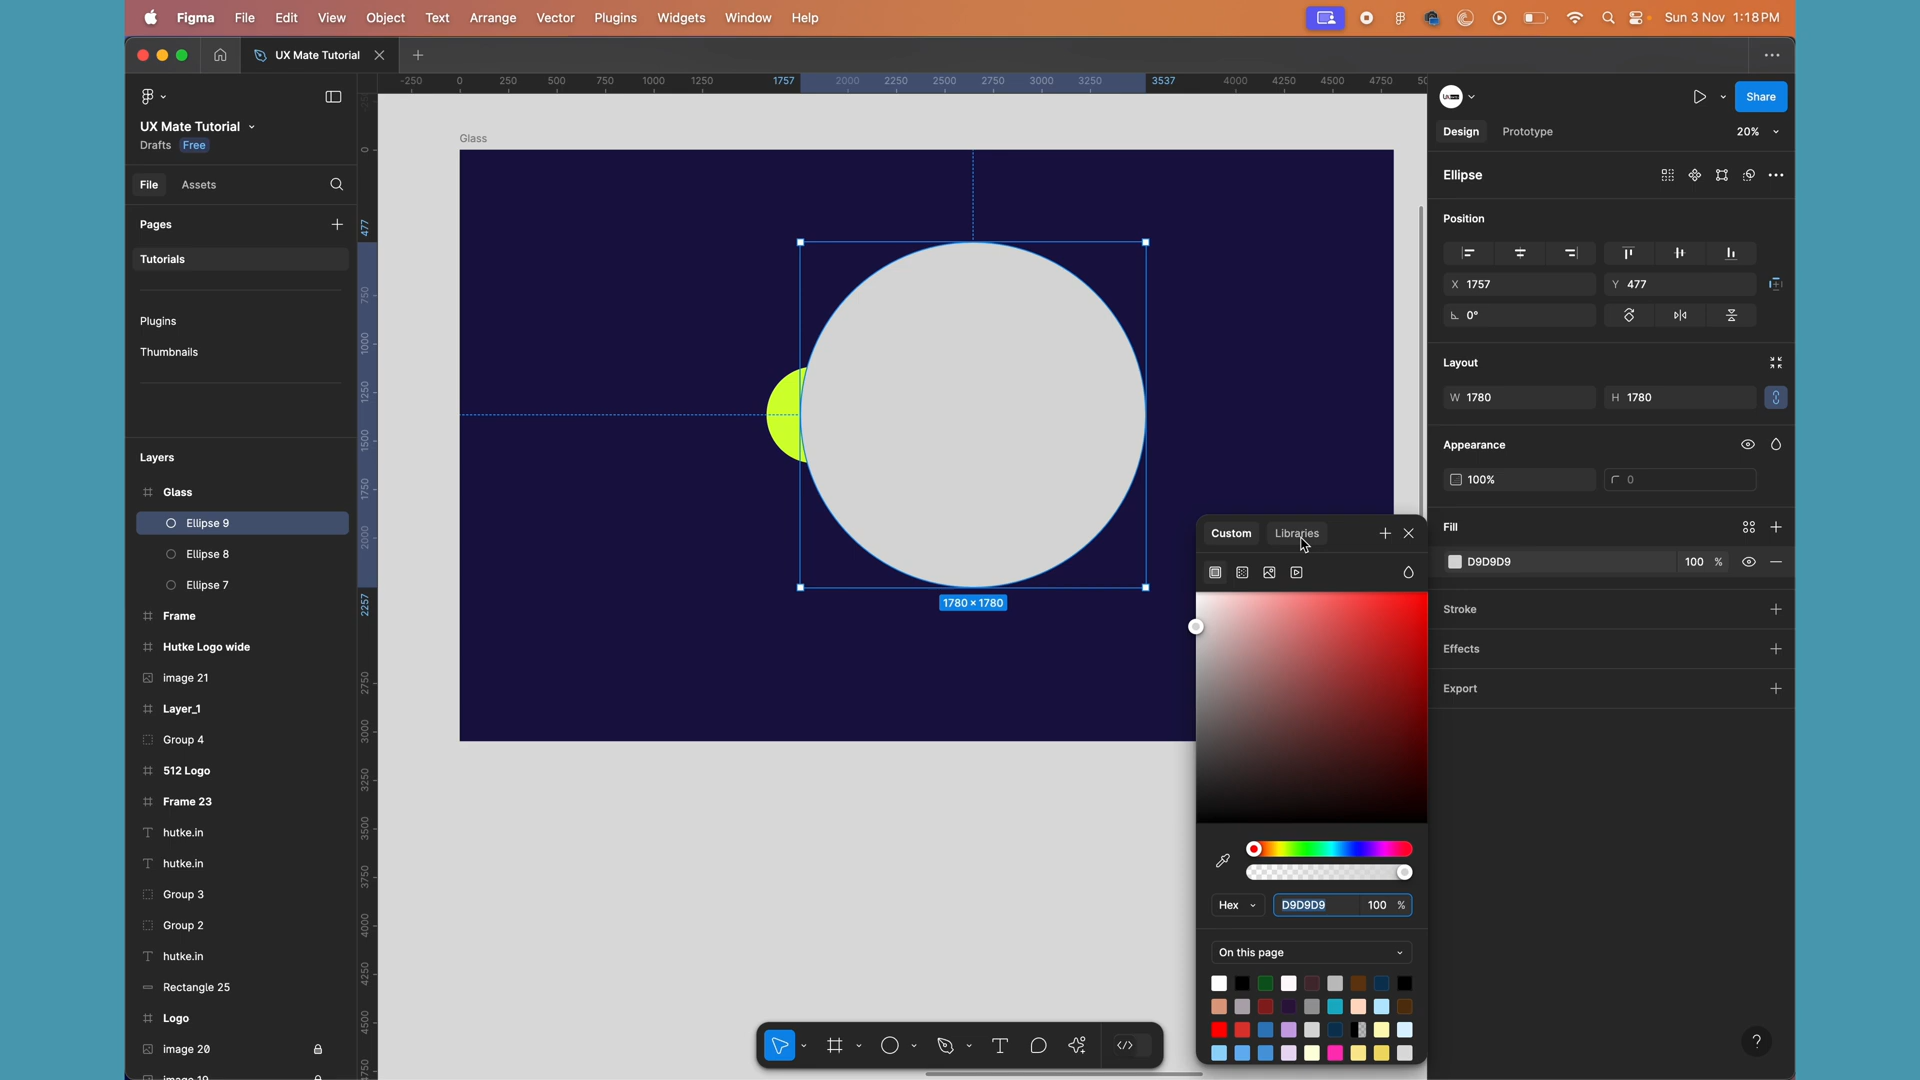 Figma File Edit View Object Text Arrange Vector Plugins Widgets Window Help Sun 3 Nov 1:18 PM
UX Mate Tutorial
-250 0 250 500 750 1000 1250 1757 2000 2250 2500 2750 3000 3250 3537 4000 4250 4500 4750
UX Mate Tutorial
Drafts Free
File Assets
Pages
Tutorials
Plugins
Thumbnails
Layers
Glass
Ellipse 9
Ellipse 8
Ellipse 7
Frame
Hutke Logo wide
image 21
Layer_1
Group 4
512 Logo
Frame 23
hutke.in
hutke.in
Group 3
Group 2
hutke.in
Rectangle 25
Logo
image 20
image 19
0
477
750
1000
1250
1500
1750
2000
2257
2750
3000
3250
3500
3750
4000
4250
4500
4750
Glass
1780 × 1780
Share
Design Prototype 20%
Ellipse
Position
X 1757 Y 477
0°
Layout
W 1780 H 1780
Appearance
100% 0
Fill
D9D9D9 100 %
Stroke
Effects
Export
Custom Libraries
Hex D9D9D9 100 %
On this page
?